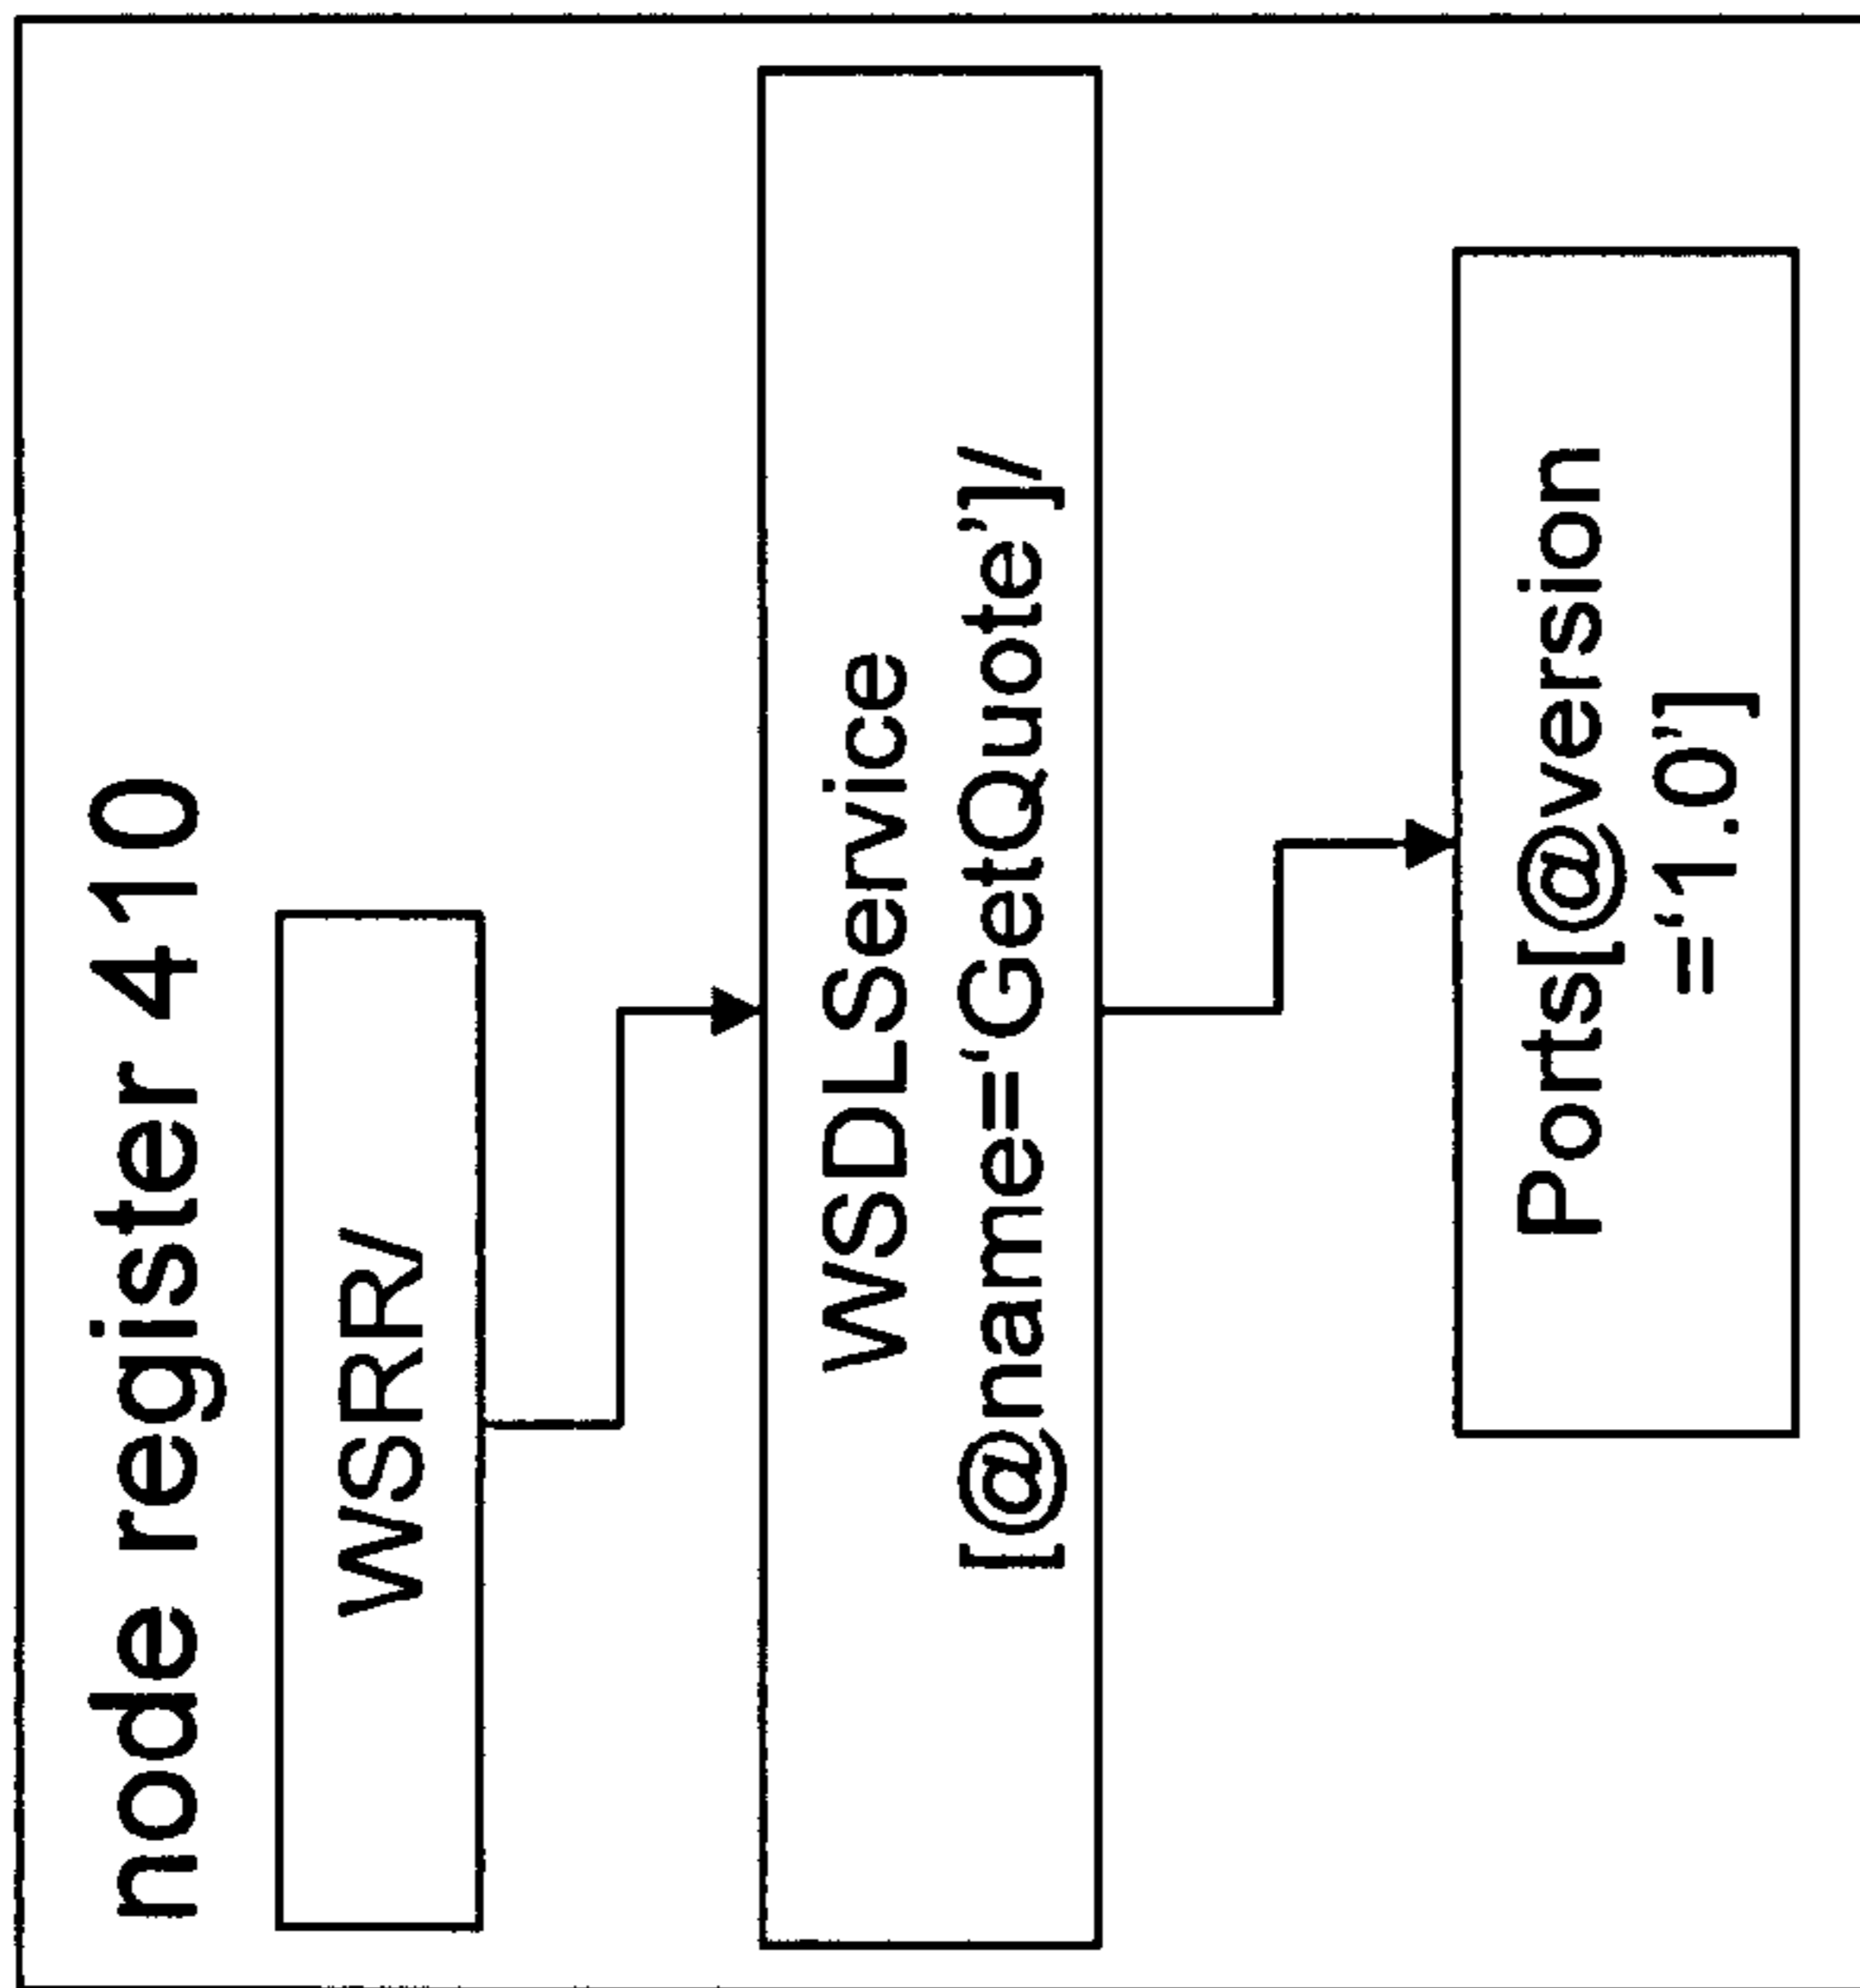 node register 410
WSRR/
WSDLService
[@name=‘GetQuote’]/
Ports[@version
=‘1.0’]